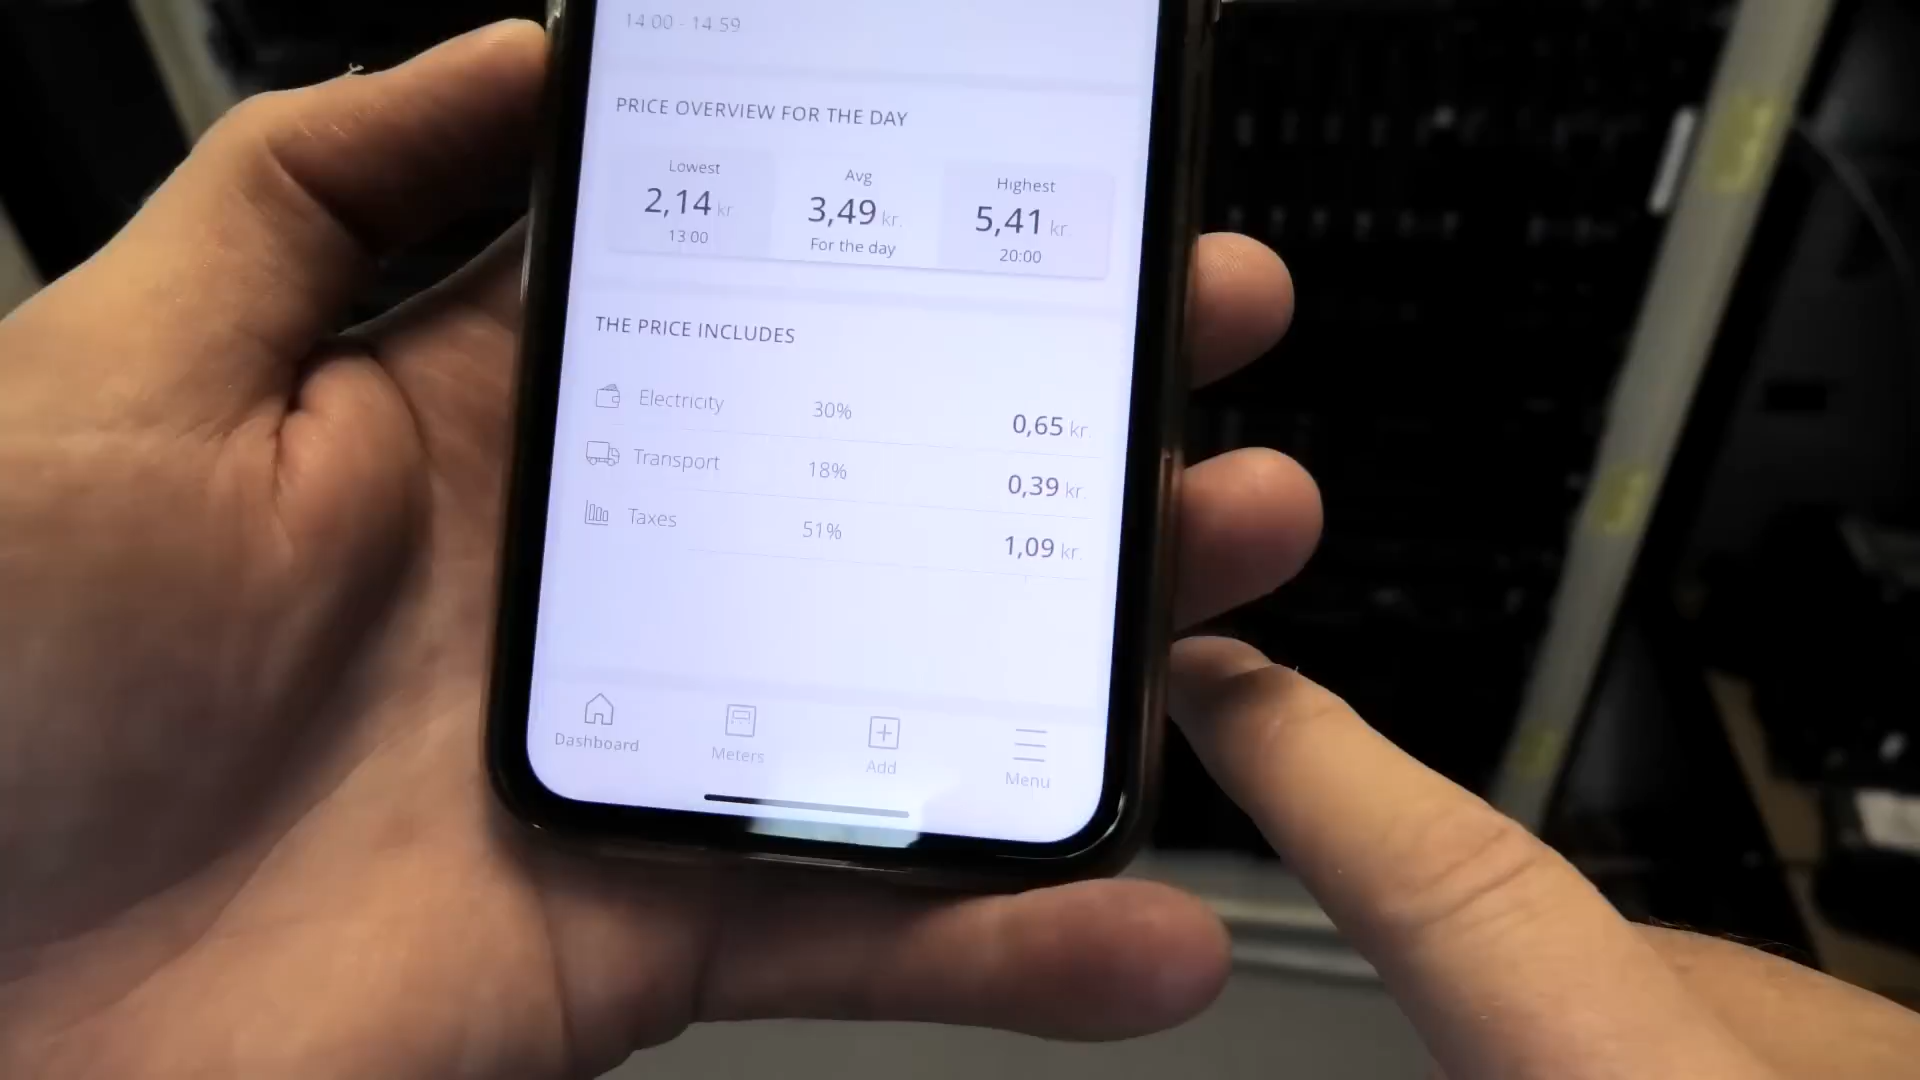 14 00 - 14 59
PRICE OVERVIEW FOR THE DAY
Lowest
2,14 kr
13 00
Avg
3,49 kr.
For the day
Highest
5,41 kr.
20:00
THE PRICE INCLUDES
Electricity 30% 0,65 kr.
Transport 18% 0,39 kr.
Taxes 51% 1,09 kr.
Dashboard
Meters
Add
Menu